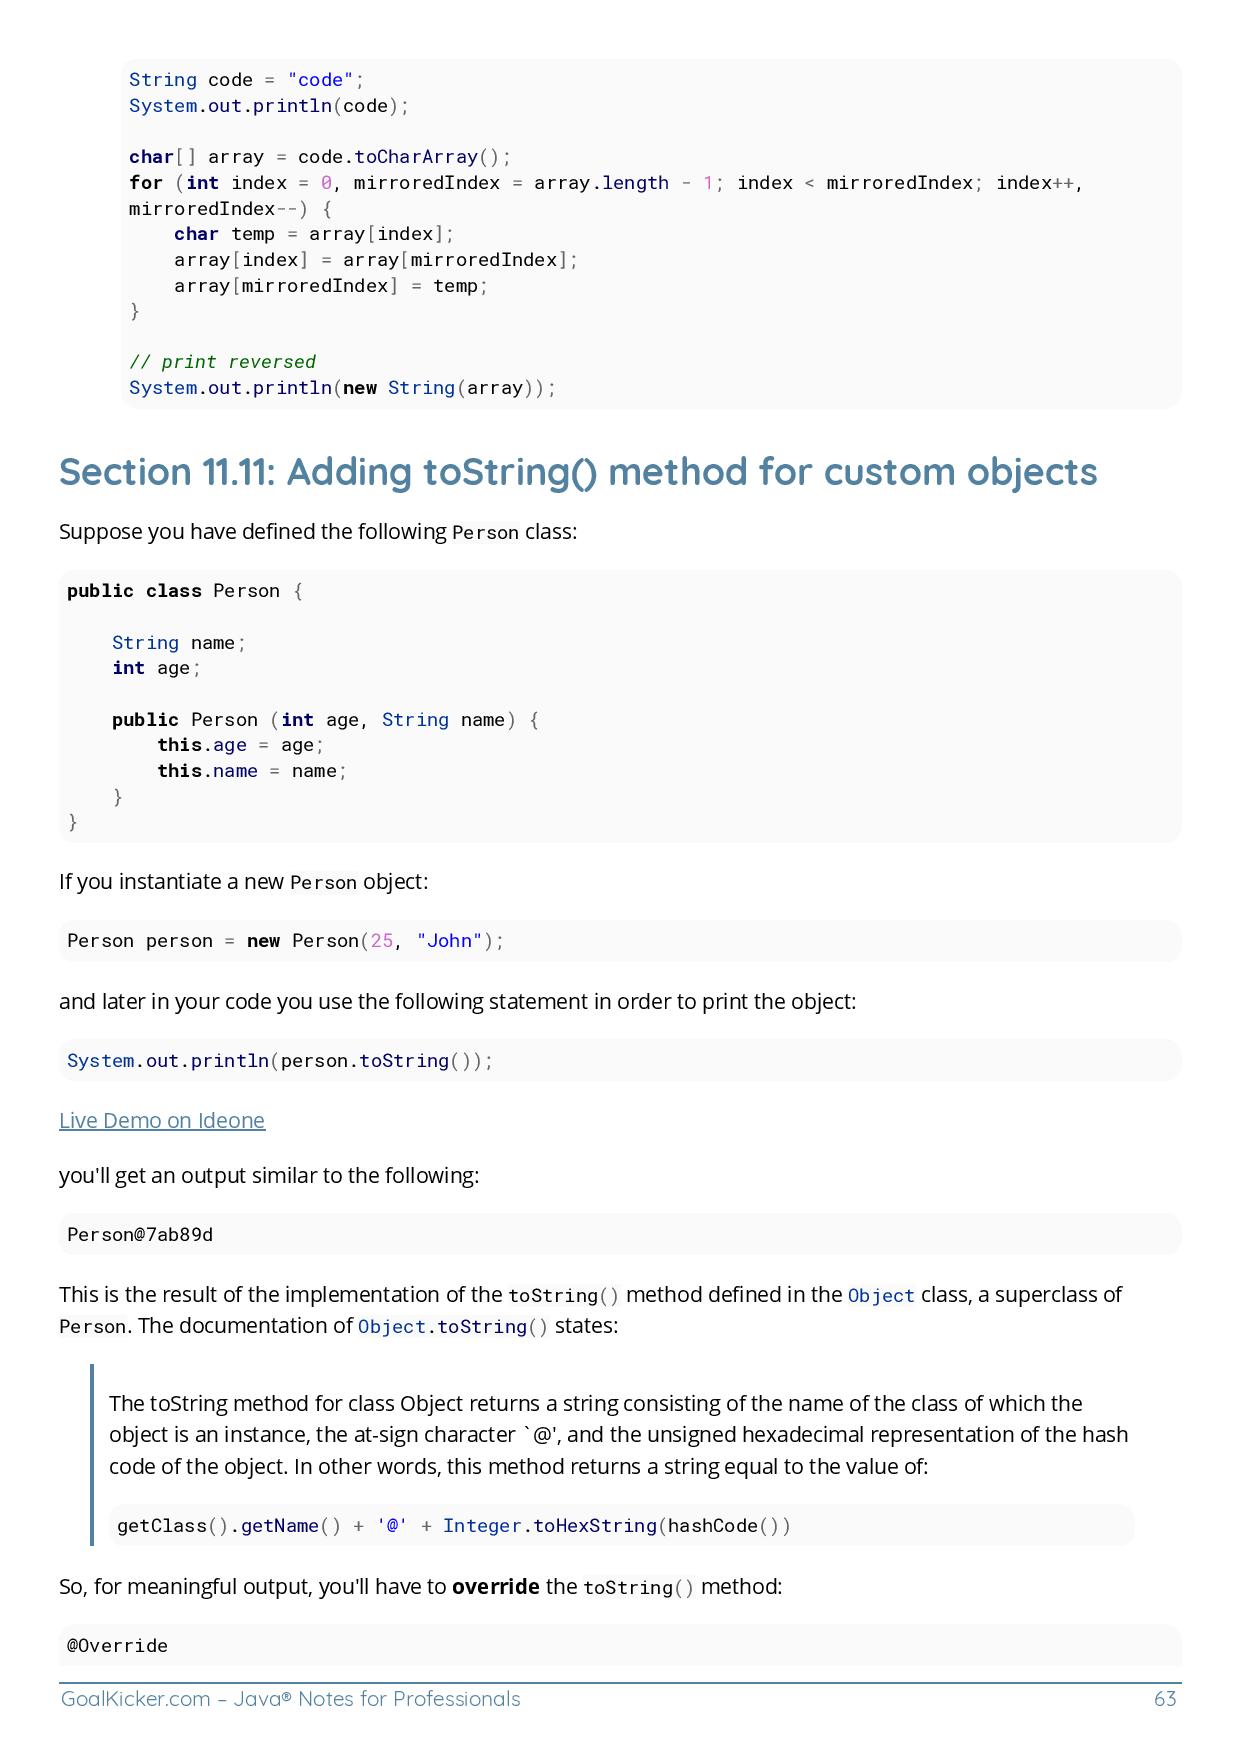 String code = "code";
System.out.println(code);

char[] array = code.toCharArray();
for (int index = 0, mirroredIndex = array.length - 1; index < mirroredIndex; index++,
mirroredIndex--) {
    char temp = array[index];
    array[index] = array[mirroredIndex];
    array[mirroredIndex] = temp;
}

// print reversed
System.out.println(new String(array));
Section 11.11: Adding toString() method for custom objects
Suppose you have defined the following Person class:
public class Person {

    String name;
    int age;

    public Person (int age, String name) {
        this.age = age;
        this.name = name;
    }
}
If you instantiate a new Person object:
Person person = new Person(25, "John");
and later in your code you use the following statement in order to print the object:
System.out.println(person.toString());
Live Demo on Ideone
you'll get an output similar to the following:
Person@7ab89d
This is the result of the implementation of the toString() method defined in the Object class, a superclass of
Person. The documentation of Object.toString() states:
The toString method for class Object returns a string consisting of the name of the class of which the
object is an instance, the at-sign character `@', and the unsigned hexadecimal representation of the hash
code of the object. In other words, this method returns a string equal to the value of:
getClass().getName() + '@' + Integer.toHexString(hashCode())
So, for meaningful output, you'll have to override the toString() method:
@Override
GoalKicker.com – Java® Notes for Professionals 63